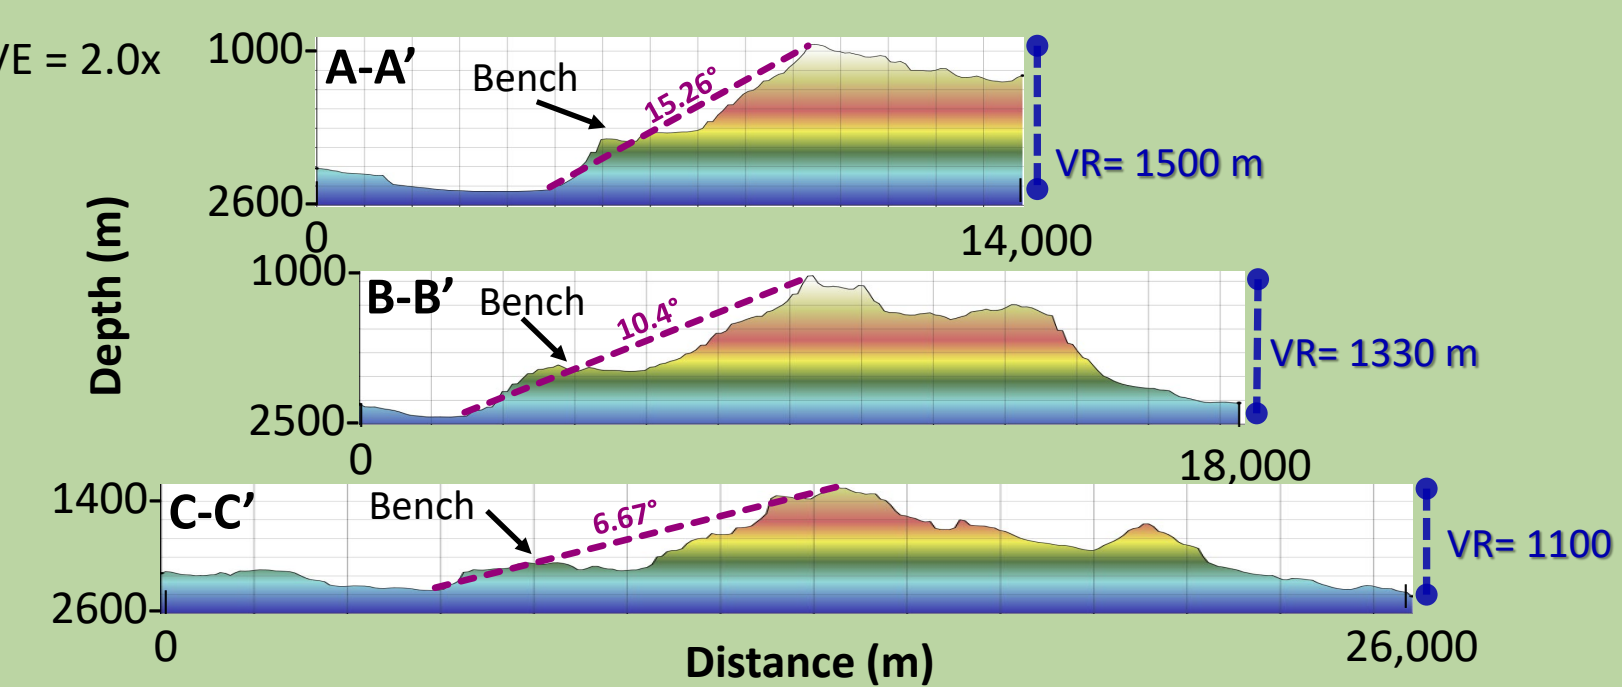 VE = 2.0x
1000
A-A’
Bench
15.26°
2600
0
14,000
VR= 1500 m
Depth (m)
1000
B-B’
Bench
10.4°
2500
0
18,000
VR= 1330 m
1400
C-C’
Bench
6.67°
2600
0
26,000
VR= 1100
Distance (m)